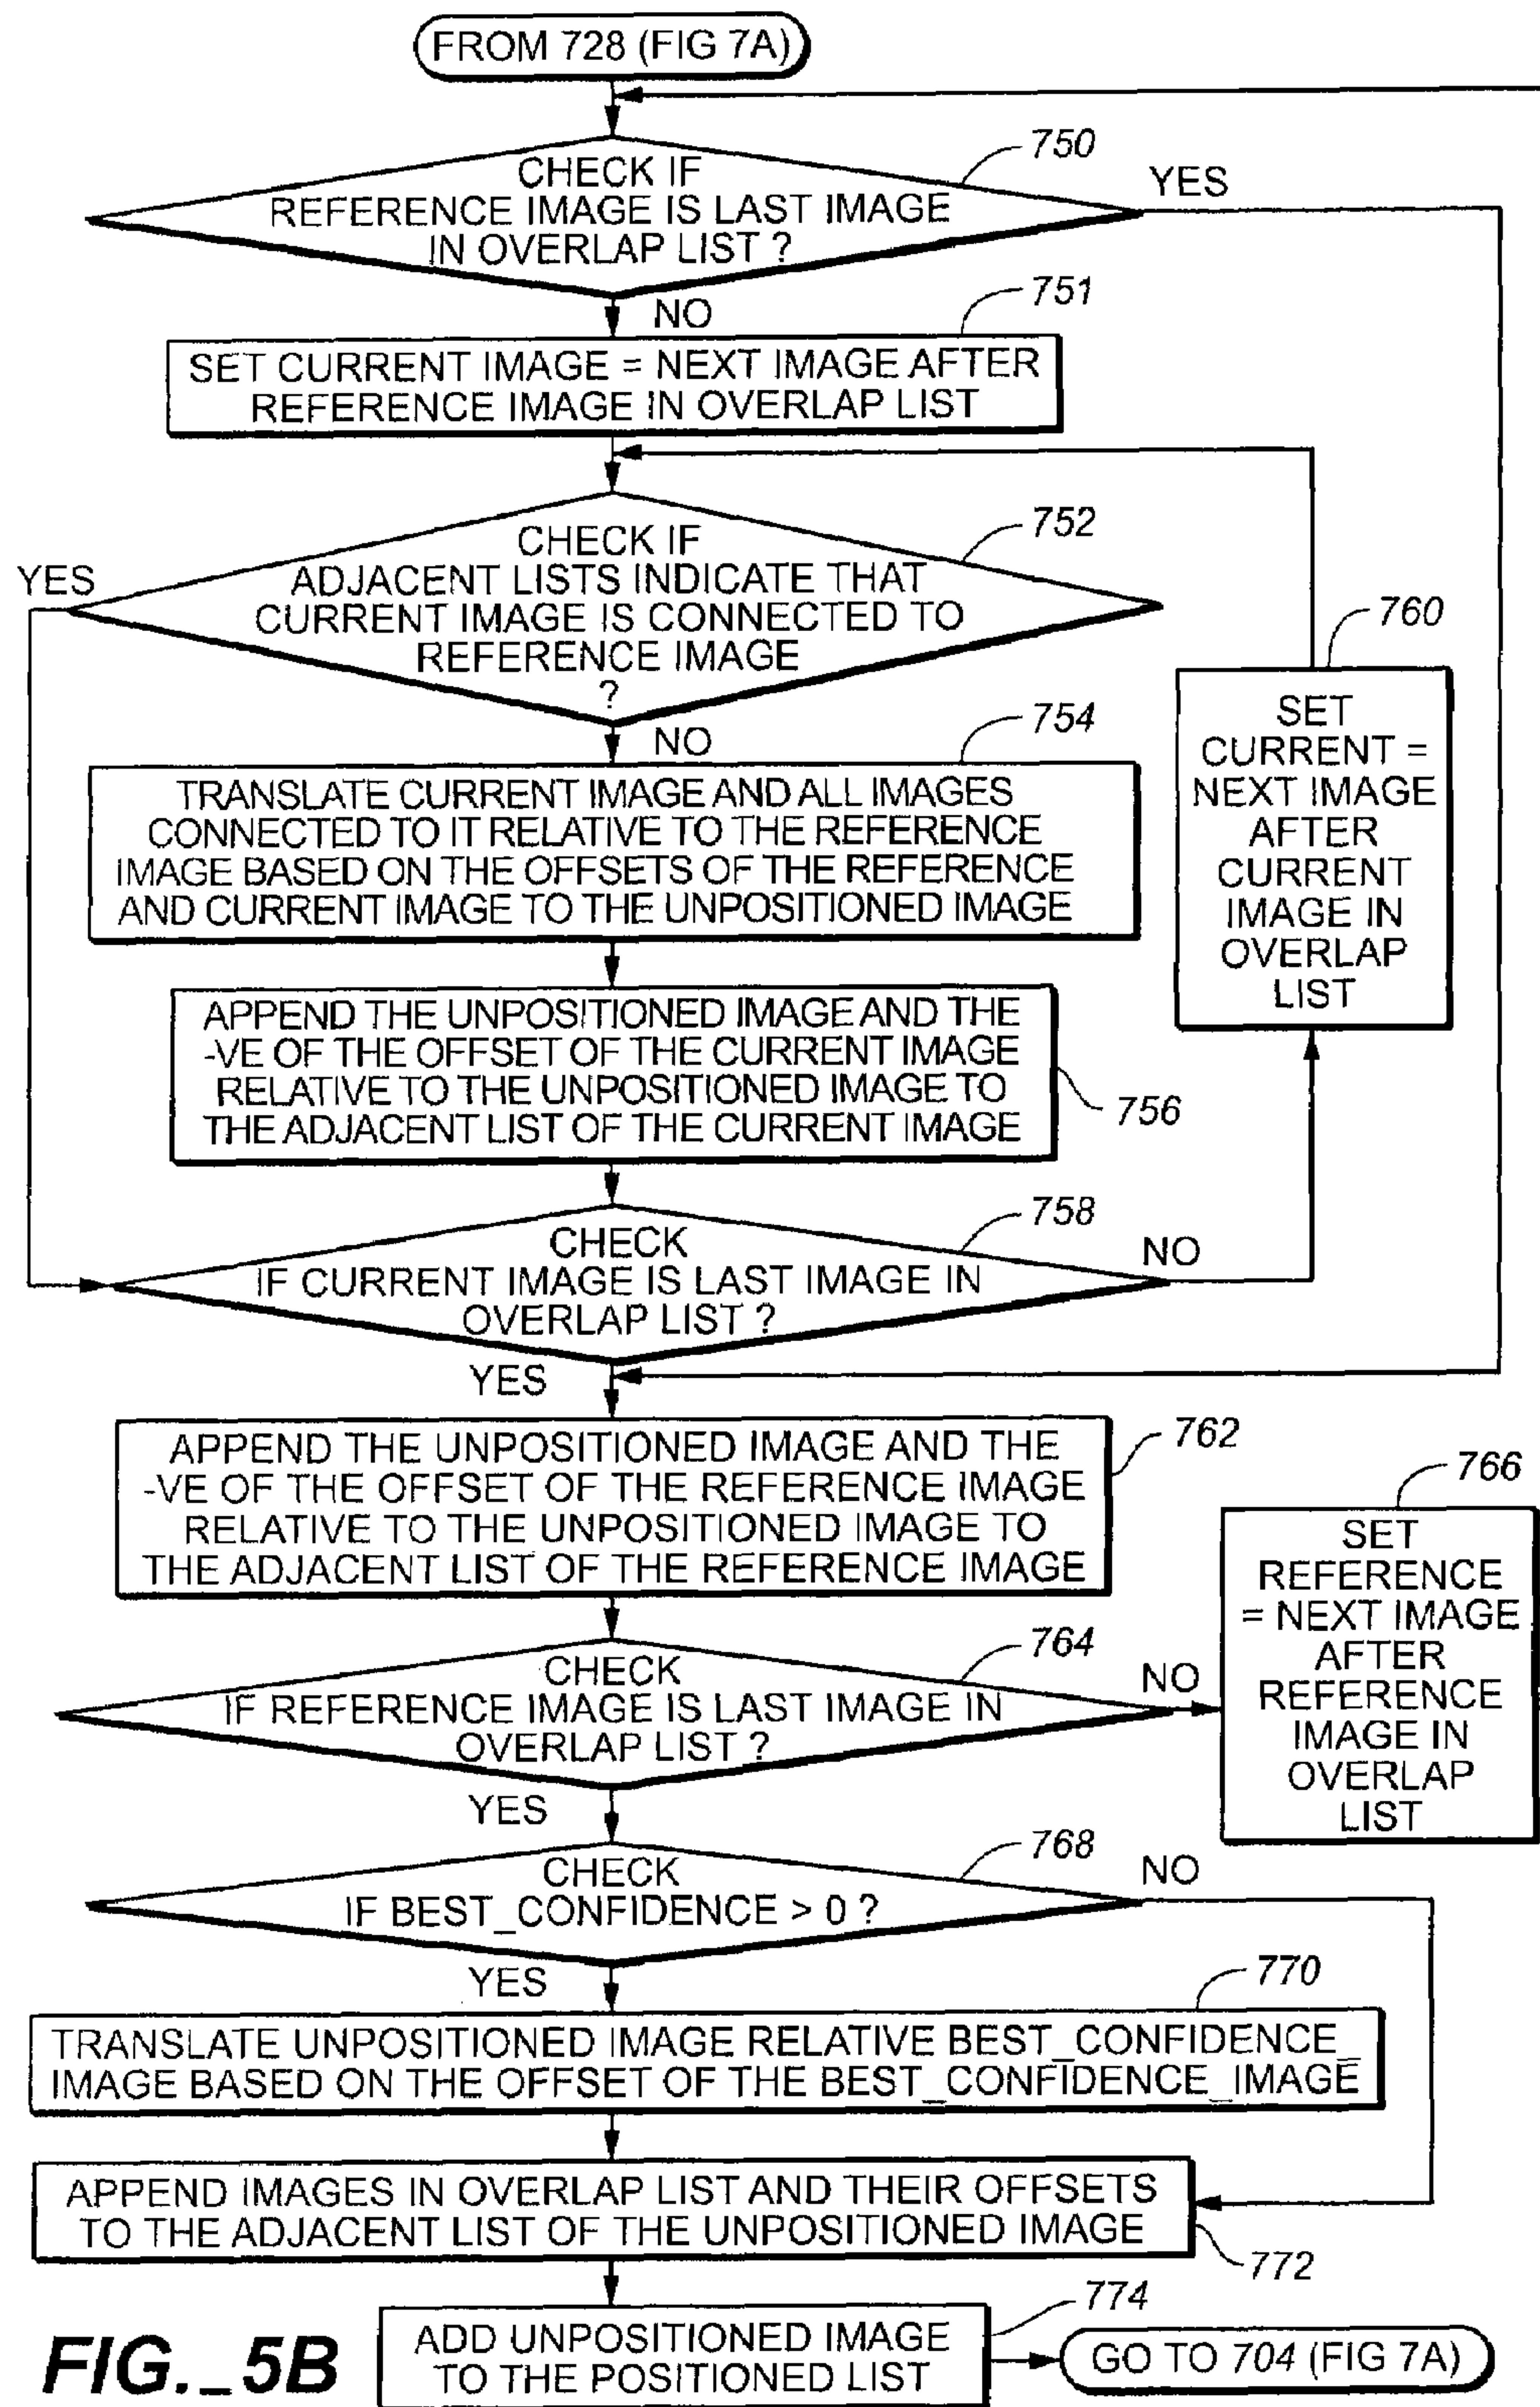 FROM 728 (FIG 7A)
750
CHECK IF
REFERENCE IMAGE IS LAST IMAGE
IN OVERLAP LIST ?
YES
NO
751
SET CURRENT IMAGE = NEXT IMAGE AFTER
REFERENCE IMAGE IN OVERLAP LIST
752
CHECK IF
ADJACENT LISTS INDICATE THAT
CURRENT IMAGE IS CONNECTED TO
REFERENCE IMAGE
?
YES
NO
760
SET
CURRENT =
NEXT IMAGE
AFTER
CURRENT
IMAGE IN
OVERLAP
LIST
754
TRANSLATE CURRENT IMAGE AND ALL IMAGES
CONNECTED TO IT RELATIVE TO THE REFERENCE
IMAGE BASED ON THE OFFSETS OF THE REFERENCE
AND CURRENT IMAGE TO THE UNPOSITIONED IMAGE
APPEND THE UNPOSITIONED IMAGE AND THE
-VE OF THE OFFSET OF THE CURRENT IMAGE
RELATIVE TO THE UNPOSITIONED IMAGE TO
THE ADJACENT LIST OF THE CURRENT IMAGE
756
758
CHECK
IF CURRENT IMAGE IS LAST IMAGE IN
OVERLAP LIST ?
NO
YES
762
APPEND THE UNPOSITIONED IMAGE AND THE
-VE OF THE OFFSET OF THE REFERENCE IMAGE
RELATIVE TO THE UNPOSITIONED IMAGE TO
THE ADJACENT LIST OF THE REFERENCE IMAGE
766
SET
REFERENCE
= NEXT IMAGE
AFTER
REFERENCE
IMAGE IN
OVERLAP
LIST
764
CHECK
IF REFERENCE IMAGE IS LAST IMAGE IN
OVERLAP LIST ?
NO
YES
768
CHECK
IF BEST_CONFIDENCE > 0 ?
NO
YES
770
TRANSLATE UNPOSITIONED IMAGE RELATIVE BEST_CONFIDENCE_
IMAGE BASED ON THE OFFSET OF THE BEST_CONFIDENCE_IMAGE
APPEND IMAGES IN OVERLAP LIST AND THEIR OFFSETS
TO THE ADJACENT LIST OF THE UNPOSITIONED IMAGE
772
774
ADD UNPOSITIONED IMAGE
TO THE POSITIONED LIST
GO TO 704 (FIG 7A)
FIG._5B